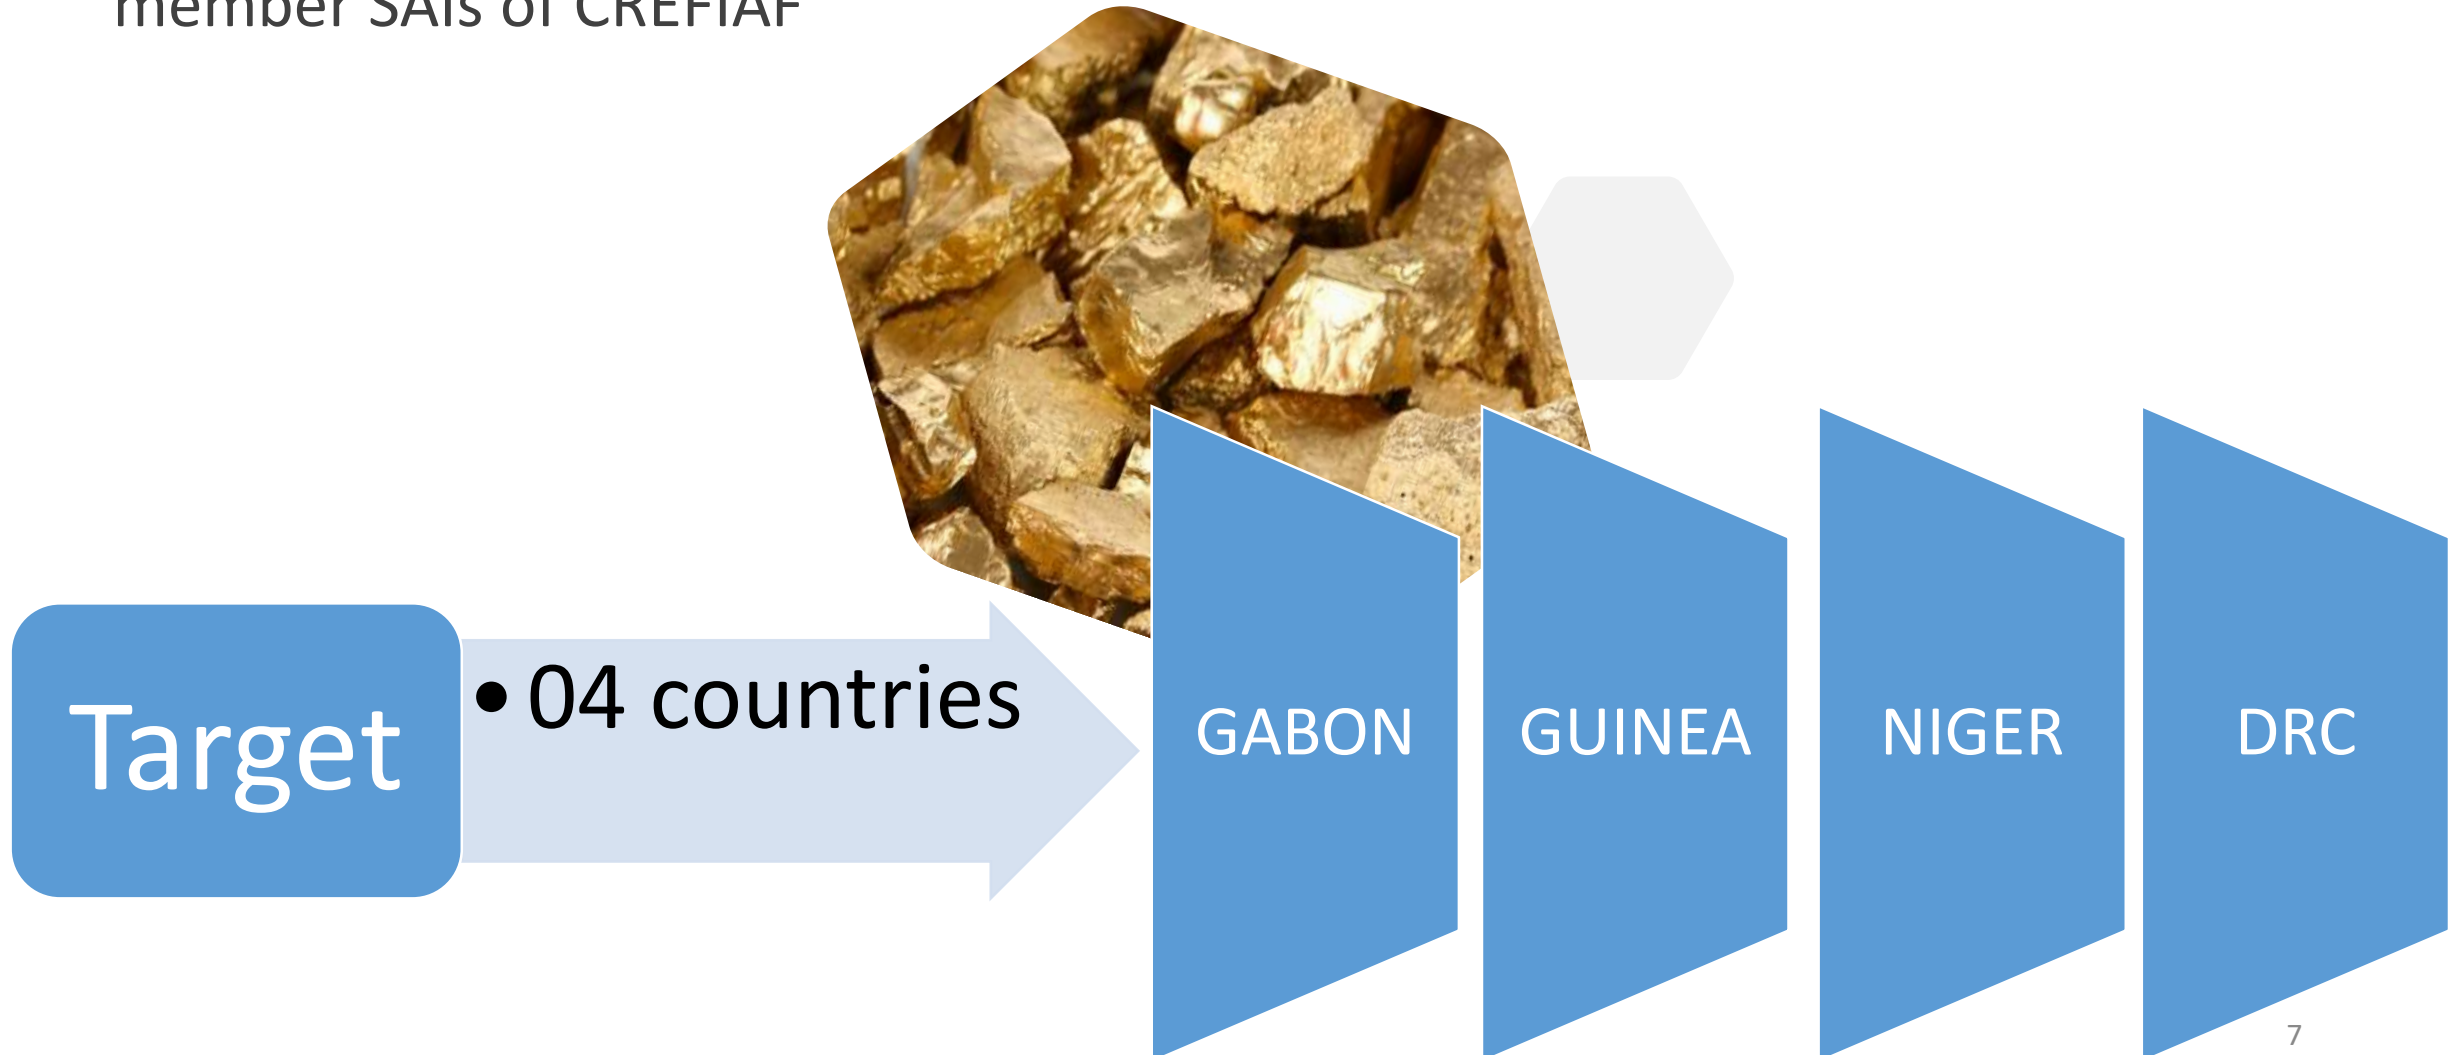 member SAIs of CREFIAF
Target
• 04 countries
GABON
GUINEA
NIGER
DRC
7